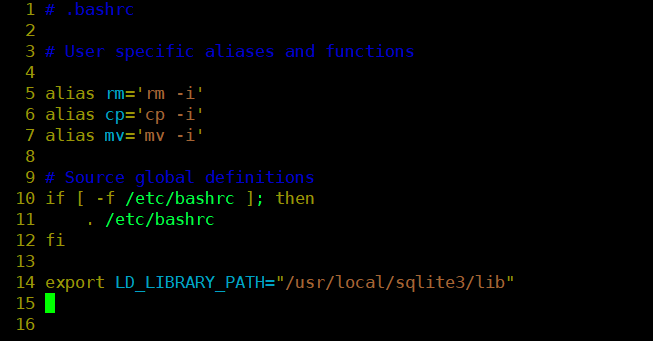 1 # .bashrc
2
3 # User specific aliases and functions
4
5 alias rm='rm -i'
6 alias cp='cp -i'
7 alias mv='mv -i'
8
9 # Source global definitions
10 if [ -f /etc/bashrc ]; then
11     . /etc/bashrc
12 fi
13
14 export LD_LIBRARY_PATH="/usr/local/sqlite3/lib"
15
16